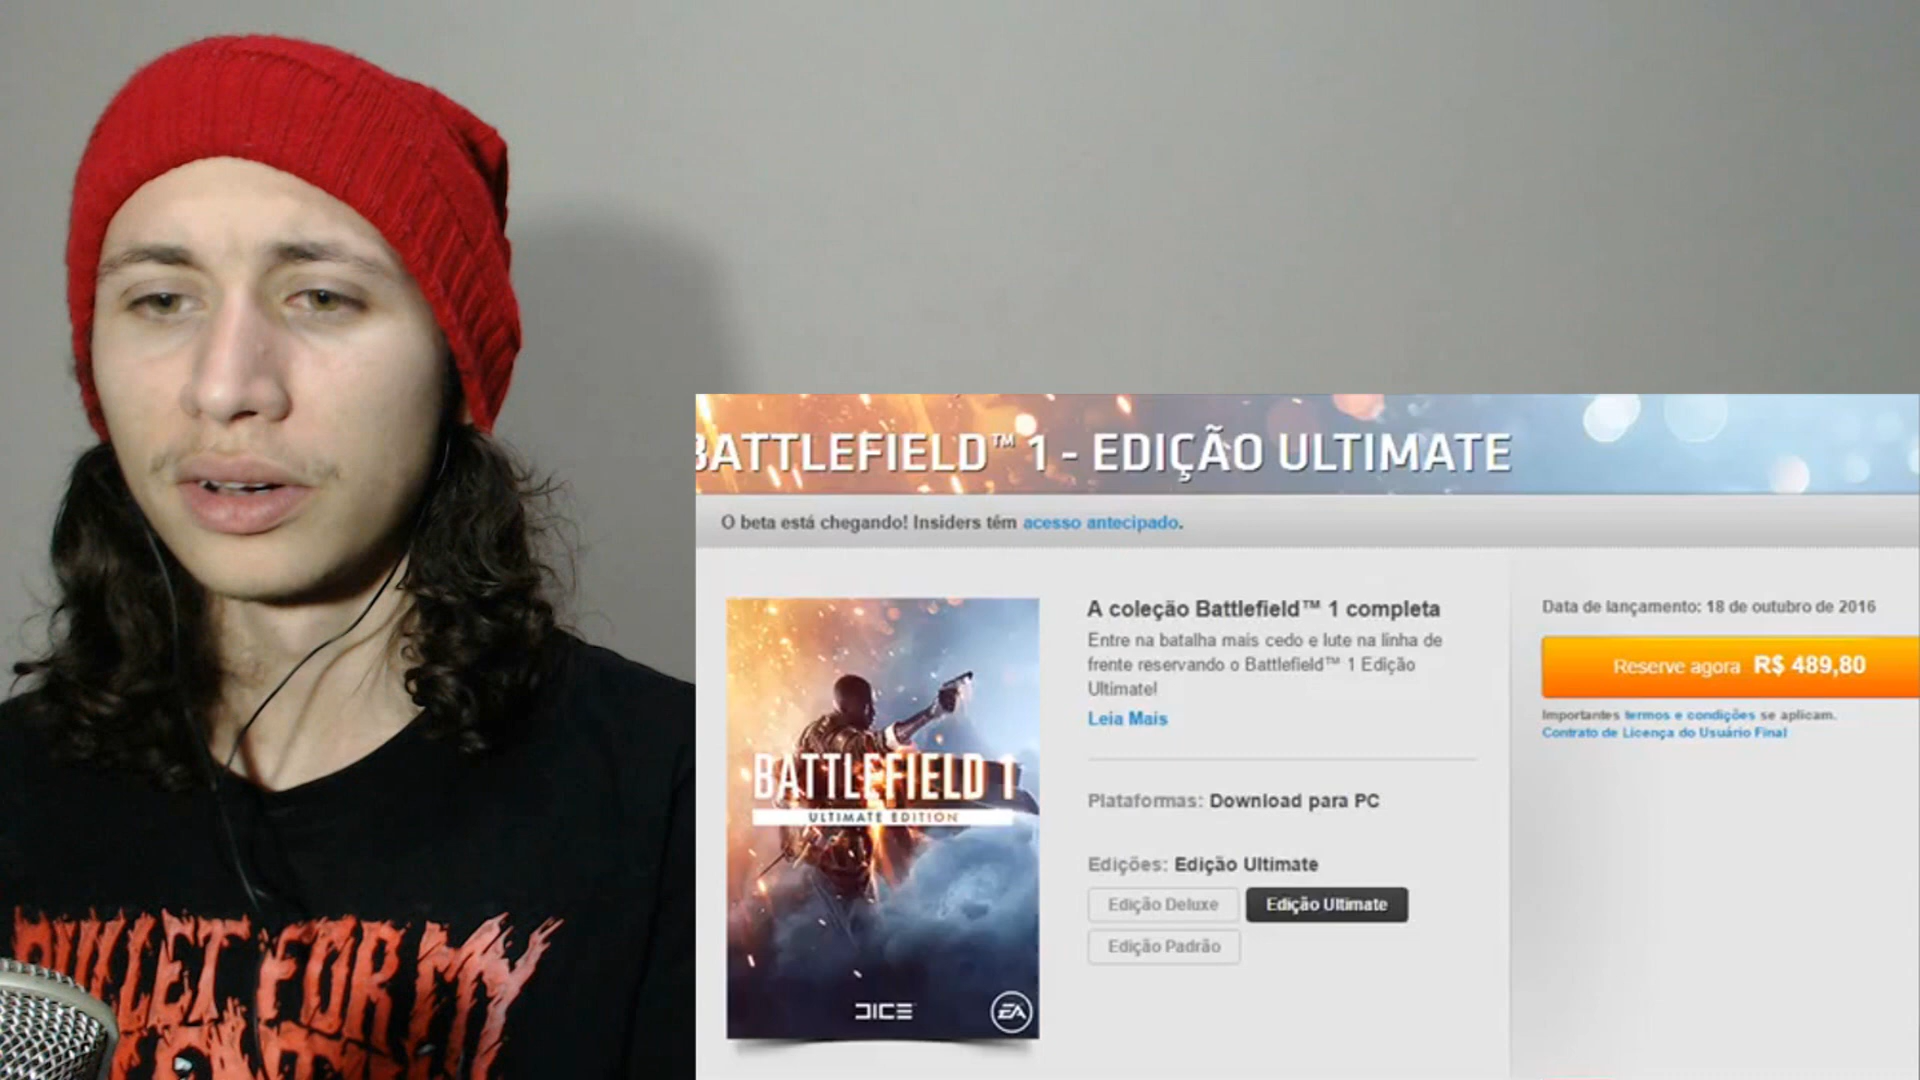 BATTLEFIELD™ 1 - EDIÇÃO ULTIMATE
O beta está chegando! Insiders têm acesso antecipado.
A coleção Battlefield™ 1 completa
Entre na batalha mais cedo e lute na linha de
frente reservando o Battlefield™ 1 Edição
Ultimate!
Leia Mais
Plataformas: Download para PC
Edições: Edição Ultimate
Edição Deluxe
Edição Ultimate
Edição Padrão
Data de lançamento: 18 de outubro de 2016
Reserve agora R$ 489,80
Importantes termos e condições se aplicam.
Contrato de Licença do Usuário Final
BATTLEFIELD 1
ULTIMATE EDITION
DICE
EA
BULLET FOR MY